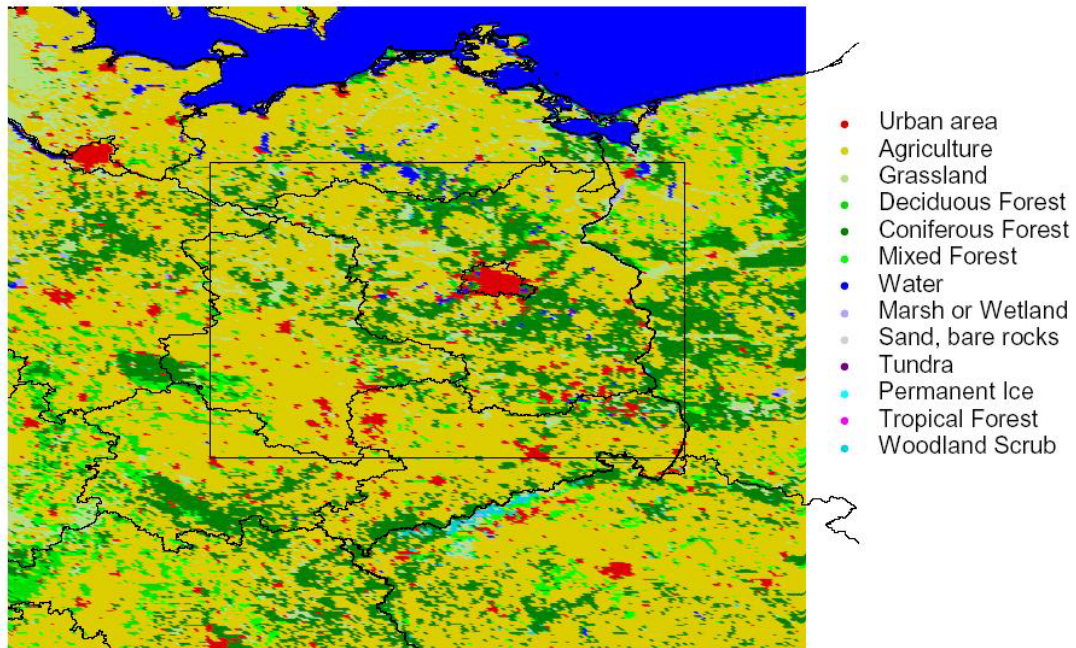 Urban area
Agriculture
Grassland
Deciduous Forest
Coniferous Forest
Mixed Forest
Water
Marsh or Wetland
Sand, bare rocks
Tundra
Permanent Ice
Tropical Forest
Woodland Scrub